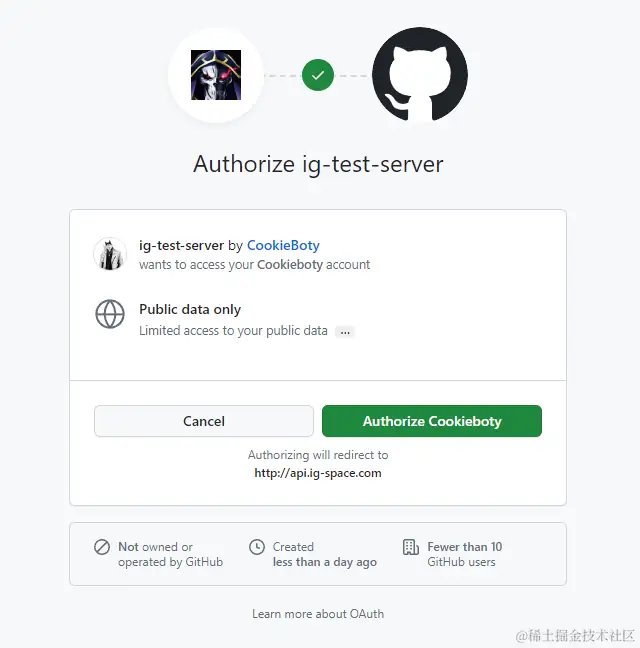 Authorize ig-test-server
ig-test-server by CookieBoty
wants to access your Cookieboty account
Public data only
Limited access to your public data ...
Cancel
Authorize Cookieboty
Authorizing will redirect to
http://api.ig-space.com
Not owned or
operated by GitHub
Created
less than a day ago
Fewer than 10
GitHub users
Learn more about OAuth
@稀土掘金技术社区